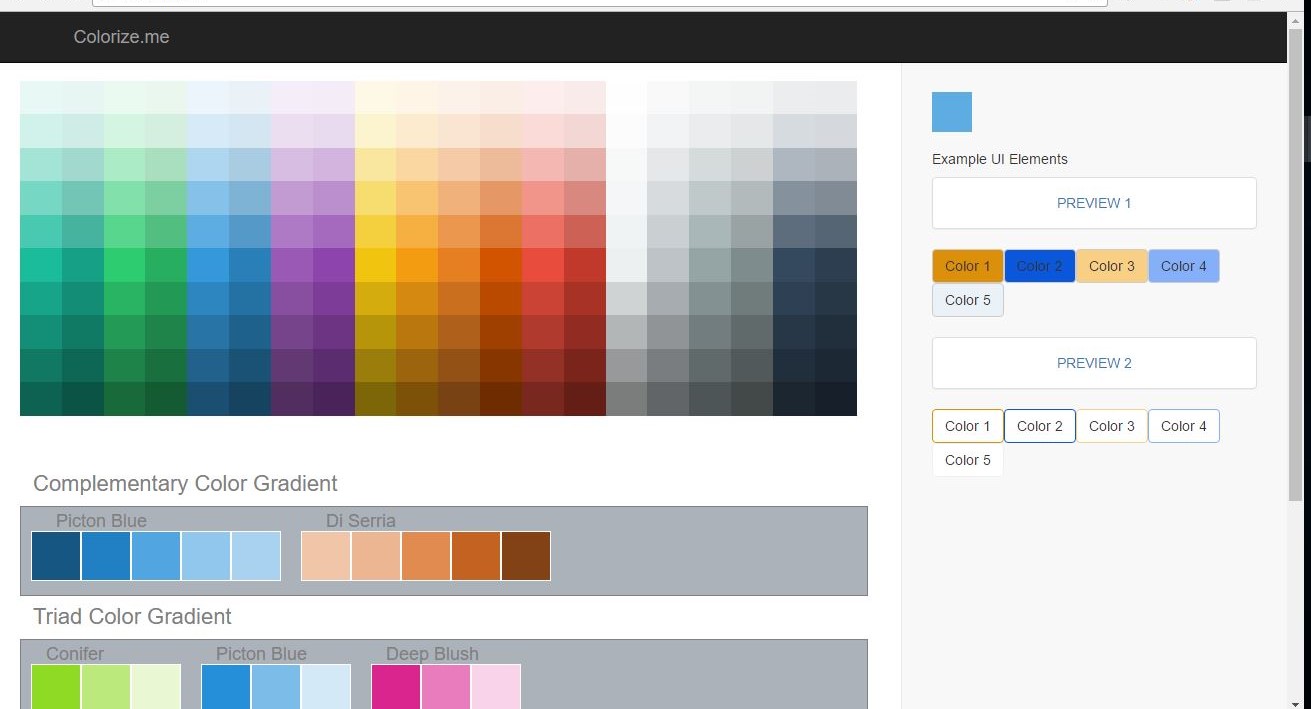 Colorize.me
Example UI Elements
PREVIEW 1
Color 1 Color 2 Color 3 Color 4
Color 5
PREVIEW 2
Color 1 Color 2 Color 3 Color 4
Color 5
Complementary Color Gradient
Picton Blue Di Serria
Triad Color Gradient
Conifer Picton Blue Deep Blush